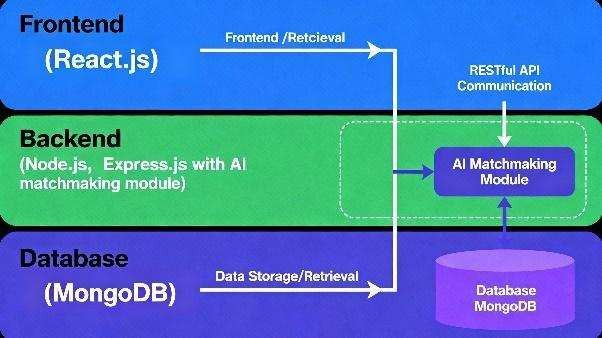 Frontend
(React.js)
Frontend /Retcieval
RESTful API
Communication
Backend
(Node.js, Express.js with AI
matchmaking module)
AI Matchmaking
Module
Database
(MongoDB)
Data Storage/Retrieval
Database
MongoDB